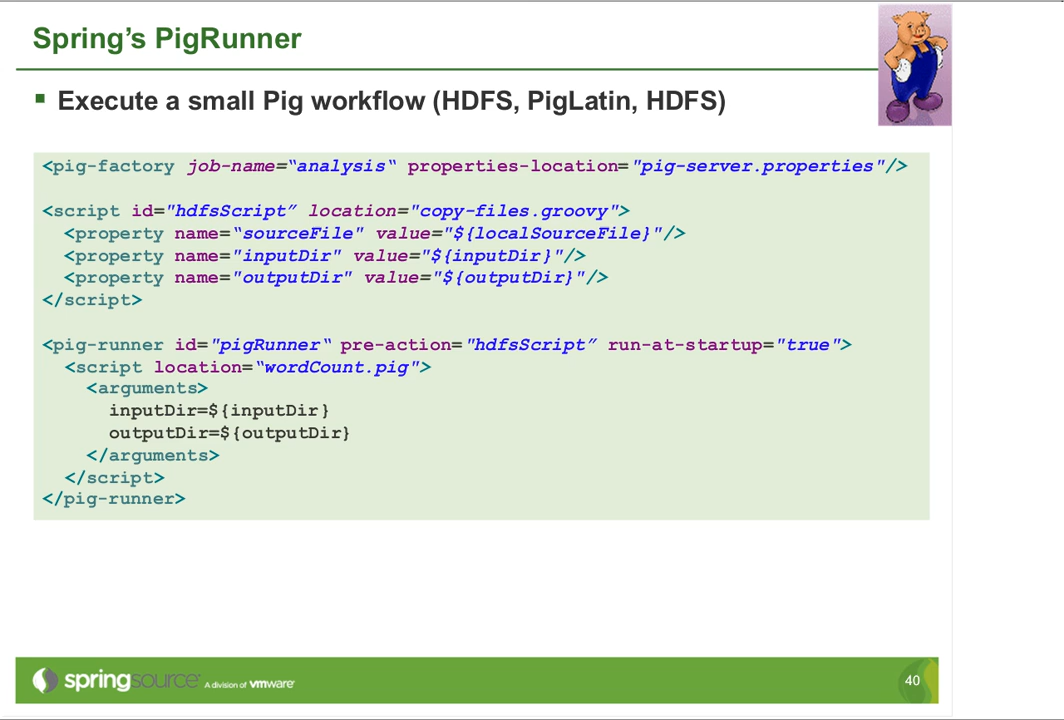 Spring’s PigRunner
▪ Execute a small Pig workflow (HDFS, PigLatin, HDFS)
<pig-factory job-name=“analysis“ properties-location="pig-server.properties"/>
<script id="hdfsScript” location="copy-files.groovy">
<property name=“sourceFile" value="${localSourceFile}"/>
<property name="inputDir" value="${inputDir}"/>
<property name="outputDir" value="${outputDir}"/>
</script>
<pig-runner id="pigRunner“ pre-action="hdfsScript” run-at-startup="true">
<script location=“wordCount.pig">
<arguments>
inputDir=${inputDir}
outputDir=${outputDir}
</arguments>
</script>
</pig-runner>
springsource A division of vmware
40